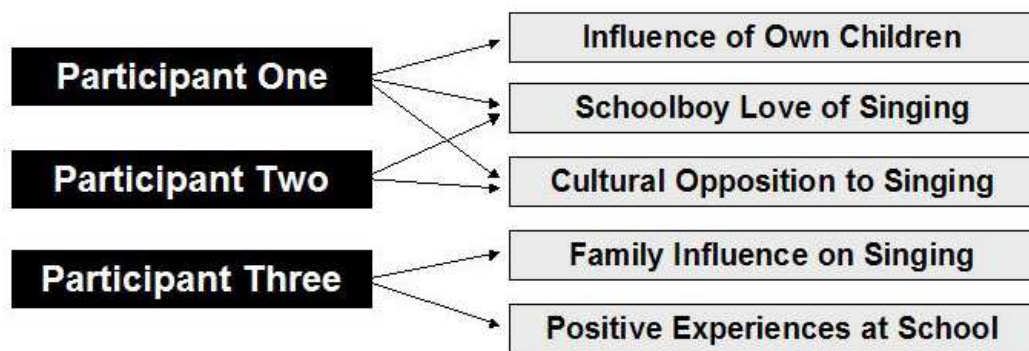 Participant One
Participant Two
Participant Three
Influence of Own Children
Schoolboy Love of Singing
Cultural Opposition to Singing
Family Influence on Singing
Positive Experiences at School